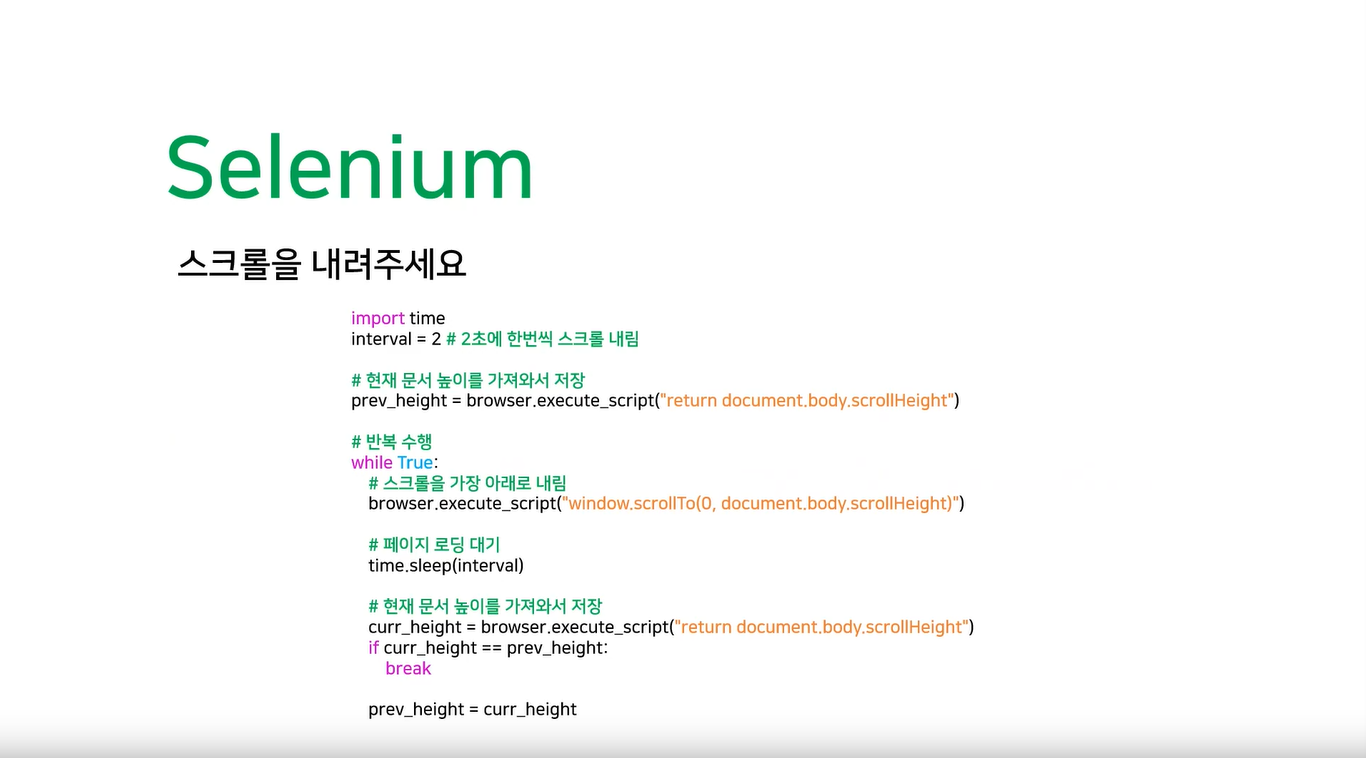 Selenium
스크롤을 내려주세요
import time
interval = 2 # 2초에 한번씩 스크롤 내림
# 현재 문서 높이를 가져와서 저장
prev_height = browser.execute_script("return document.body.scrollHeight")
# 반복 수행
while True:
# 스크롤을 가장 아래로 내림
browser.execute_script("window.scrollTo(0, document.body.scrollHeight)")
# 페이지 로딩 대기
time.sleep(interval)
# 현재 문서 높이를 가져와서 저장
curr_height = browser.execute_script("return document.body.scrollHeight")
if curr_height == prev_height:
break
prev_height = curr_height